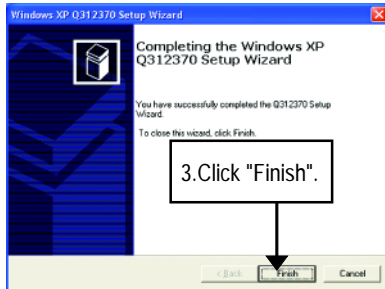 Windows XP Q312370 Setup Wizard
Completing the Windows XP
Q312370 Setup Wizard
You have successfully completed the Q312370 Setup
Wizard.
To close this wizard, click Finish.
3.Click "Finish".
< Back
Finish
Cancel